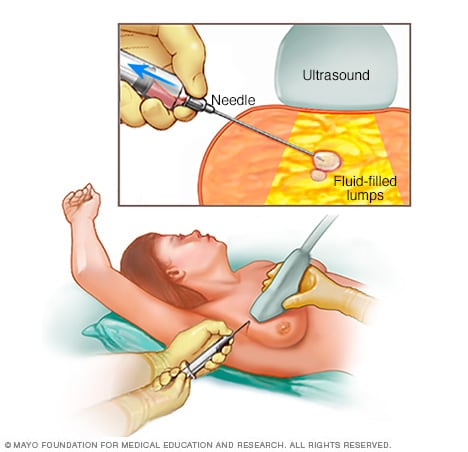 Ultrasound
Needle
Fluid-filled
lumps
© MAYO FOUNDATION FOR MEDICAL EDUCATION AND RESEARCH. ALL RIGHTS RESERVED.